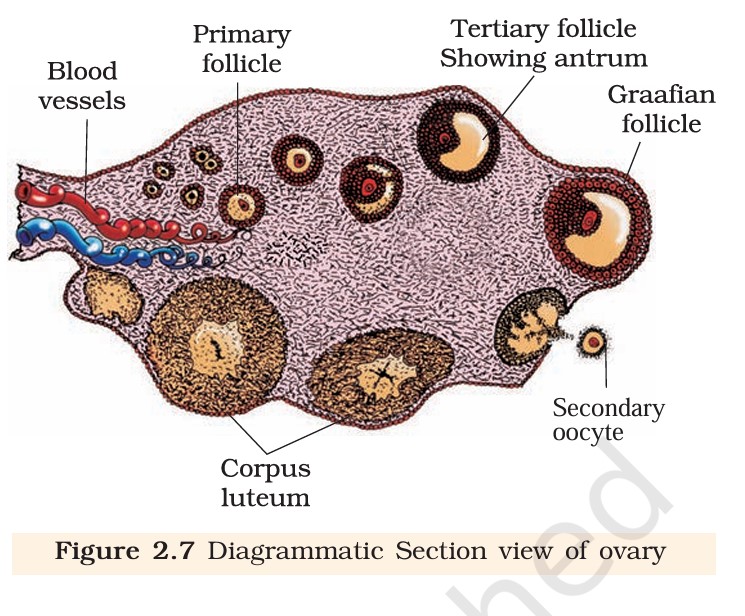 Primary
follicle
Tertiary follicle
Showing antrum
Blood
vessels
Graafian
follicle
Secondary
oocyte
Corpus
luteum
Figure 2.7 Diagrammatic Section view of ovary
hed